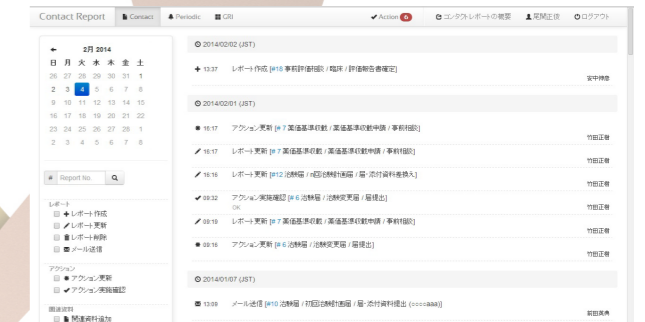 Contact Report
Contact
Periodic
GRI
Action 6
コンタクトレポートの概要
尾関正俊
ログアウト
2月 2014
日 月 火 水 木 金 土
26 27 28 29 30 31 1
2 3 4 5 6 7 8
9 10 11 12 13 14 15
16 17 18 19 20 21 22
23 24 25 26 27 28 1
2 3 4 5 6 7 8
# Report No.
レポート
レポート作成
レポート更新
レポート削除
メール送信
アクション
アクション更新
アクション実施確認
関連資料
関連資料追加
2014/02/02 (JST)
13:37 レポート作成 [#18 事前評価相談 / 臨床 / 評価報告書確定]
安中伸彦
2014/02/01 (JST)
16:17 アクション更新 [# 7 薬価基準収載 / 薬価基準収載申請 / 事前相談]
竹田正樹
16:17 レポート更新 [# 7 薬価基準収載 / 薬価基準収載申請 / 事前相談]
竹田正樹
16:16 レポート更新 [#12 治験届 / n回治験計画届 / 届・添付資料差換え]
竹田正樹
09:32 アクション実施確認 [# 6 治験届 / 治験変更届 / 届提出]
OK
竹田正樹
09:19 レポート更新 [# 7 薬価基準収載 / 薬価基準収載申請 / 事前相談]
竹田正樹
09:16 アクション更新 [# 6 治験届 / 治験変更届 / 届提出]
竹田正樹
2014/01/07 (JST)
13:09 メール送信 [#10 治験届 / 初回治験計画届 / 届・添付資料提出 (○○○○aaa)]
前田英典